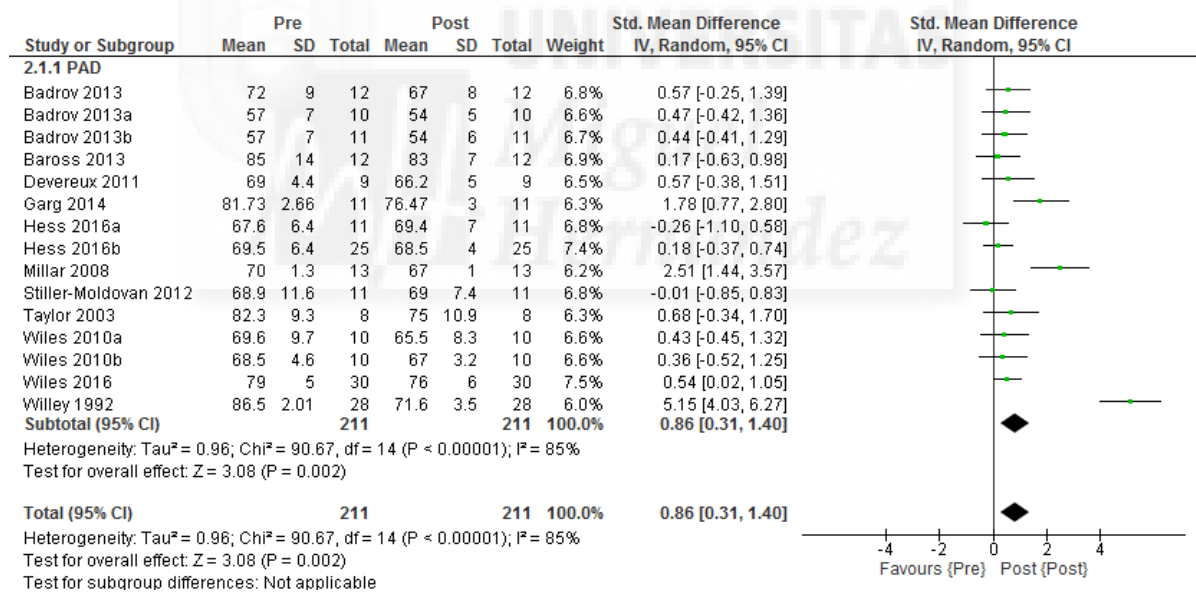 UNIVERSITAS
Miguel
Hernández
Pre Post Std. Mean Difference Std. Mean Difference
Study or Subgroup Mean SD Total Mean SD Total Weight IV, Random, 95% CI IV, Random, 95% CI
2.1.1 PAD
Badrov 2013 72 9 12 67 8 12 6.8% 0.57 [-0.25, 1.39]
Badrov 2013a 57 7 10 54 5 10 6.6% 0.47 [-0.42, 1.36]
Badrov 2013b 57 7 11 54 6 11 6.7% 0.44 [-0.41, 1.29]
Baross 2013 85 14 12 83 7 12 6.9% 0.17 [-0.63, 0.98]
Devereux 2011 69 4.4 9 66.2 5 9 6.5% 0.57 [-0.38, 1.51]
Garg 2014 81.73 2.66 11 76.47 3 11 6.3% 1.78 [0.77, 2.80]
Hess 2016a 67.6 6.4 11 69.4 7 11 6.8% -0.26 [-1.10, 0.58]
Hess 2016b 69.5 6.4 25 68.5 4 25 7.4% 0.18 [-0.37, 0.74]
Millar 2008 70 1.3 13 67 1 13 6.2% 2.51 [1.44, 3.57]
Stiller-Moldovan 2012 68.9 11.6 11 69 7.4 11 6.8% -0.01 [-0.85, 0.83]
Taylor 2003 82.3 9.3 8 75 10.9 8 6.3% 0.68 [-0.34, 1.70]
Wiles 2010a 69.6 9.7 10 65.5 8.3 10 6.6% 0.43 [-0.45, 1.32]
Wiles 2010b 68.5 4.6 10 67 3.2 10 6.6% 0.36 [-0.52, 1.25]
Wiles 2016 79 5 30 76 6 30 7.5% 0.54 [0.02, 1.05]
Willey 1992 86.5 2.01 28 71.6 3.5 28 6.0% 5.15 [4.03, 6.27]
Subtotal (95% CI) 211 211 100.0% 0.86 [0.31, 1.40]
Heterogeneity: Tau² = 0.96; Chi² = 90.67, df = 14 (P < 0.00001); I² = 85%
Test for overall effect: Z = 3.08 (P = 0.002)
Total (95% CI) 211 211 100.0% 0.86 [0.31, 1.40]
Heterogeneity: Tau² = 0.96; Chi² = 90.67, df = 14 (P < 0.00001); I² = 85%
Test for overall effect: Z = 3.08 (P = 0.002)
Test for subgroup differences: Not applicable
-4 -2 0 2 4
Favours {Pre} Post {Post}